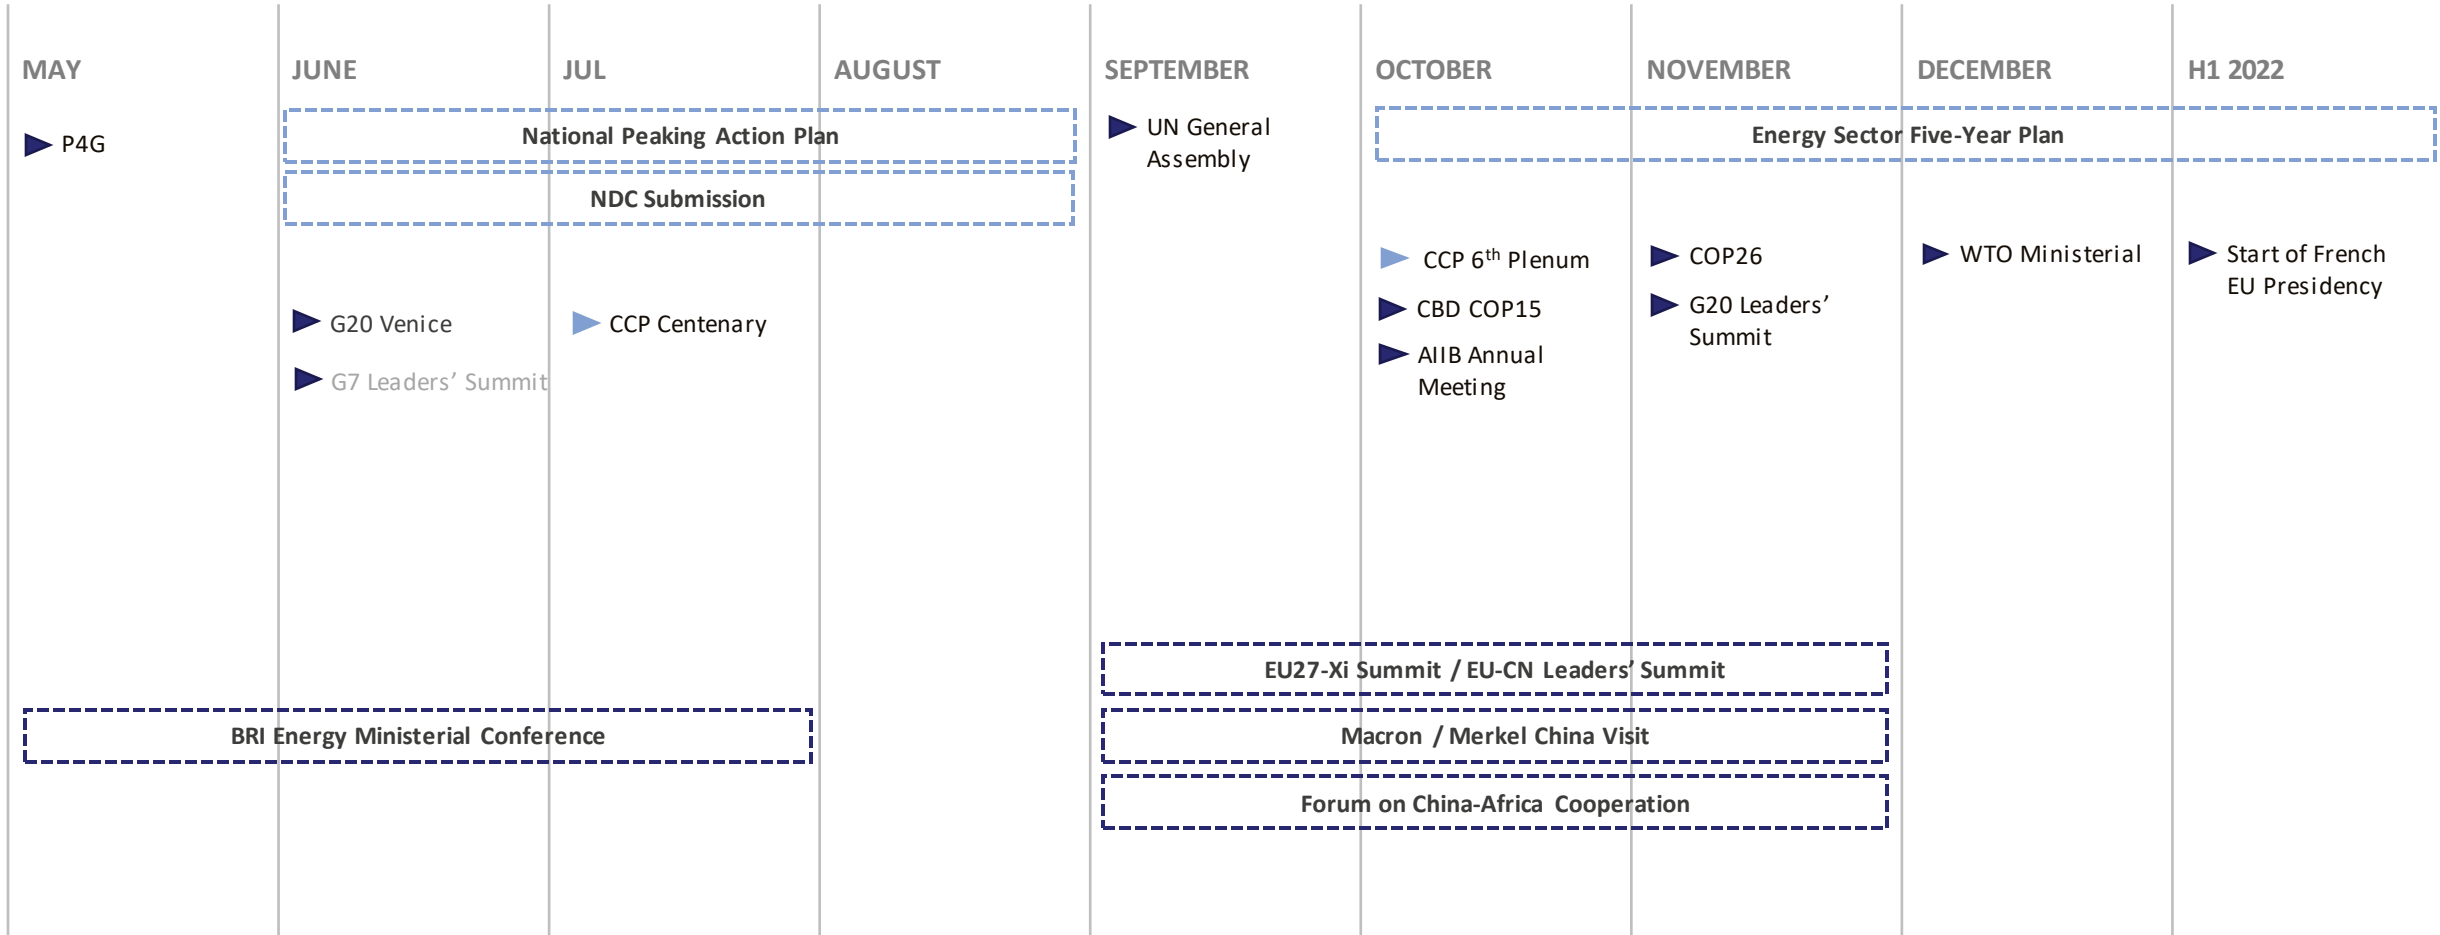 MAY
JUNE
JUL
AUGUST
SEPTEMBER
OCTOBER
NOVEMBER
DECEMBER
H1 2022
P4G
National Peaking Action Plan
NDC Submission
UN General
Assembly
Energy Sector Five-Year Plan
G20 Venice
G7 Leaders’ Summit
CCP Centenary
CCP 6th Plenum
CBD COP15
AIIB Annual
Meeting
COP26
G20 Leaders’
Summit
WTO Ministerial
Start of French
EU Presidency
EU27-Xi Summit / EU-CN Leaders’ Summit
BRI Energy Ministerial Conference
Macron / Merkel China Visit
Forum on China-Africa Cooperation